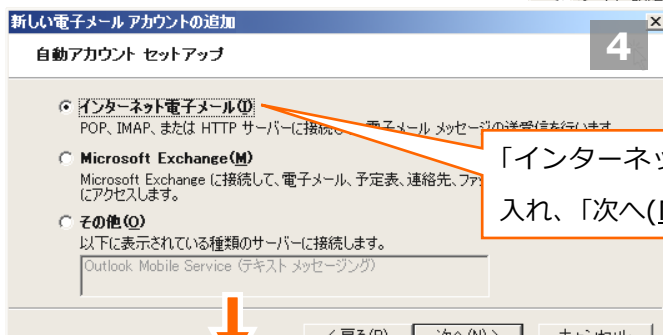 新しい電子メール アカウントの追加
自動アカウント セットアップ
4
インターネット電子メール(I)
POP、IMAP、または HTTP サーバーに接続し 電子メール メッセージの送受信を行います
「インターネッ
入れ、「次へ(
Microsoft Exchange(M)
Microsoft Exchange に接続して、電子メール、予定表、連絡先、ファ
にアクセスします。
その他(O)
以下に表示されている種類のサーバーに接続します。
Outlook Mobile Service (テキスト メッセージング)
< 戻る(B) 次へ(N) > キャンセル